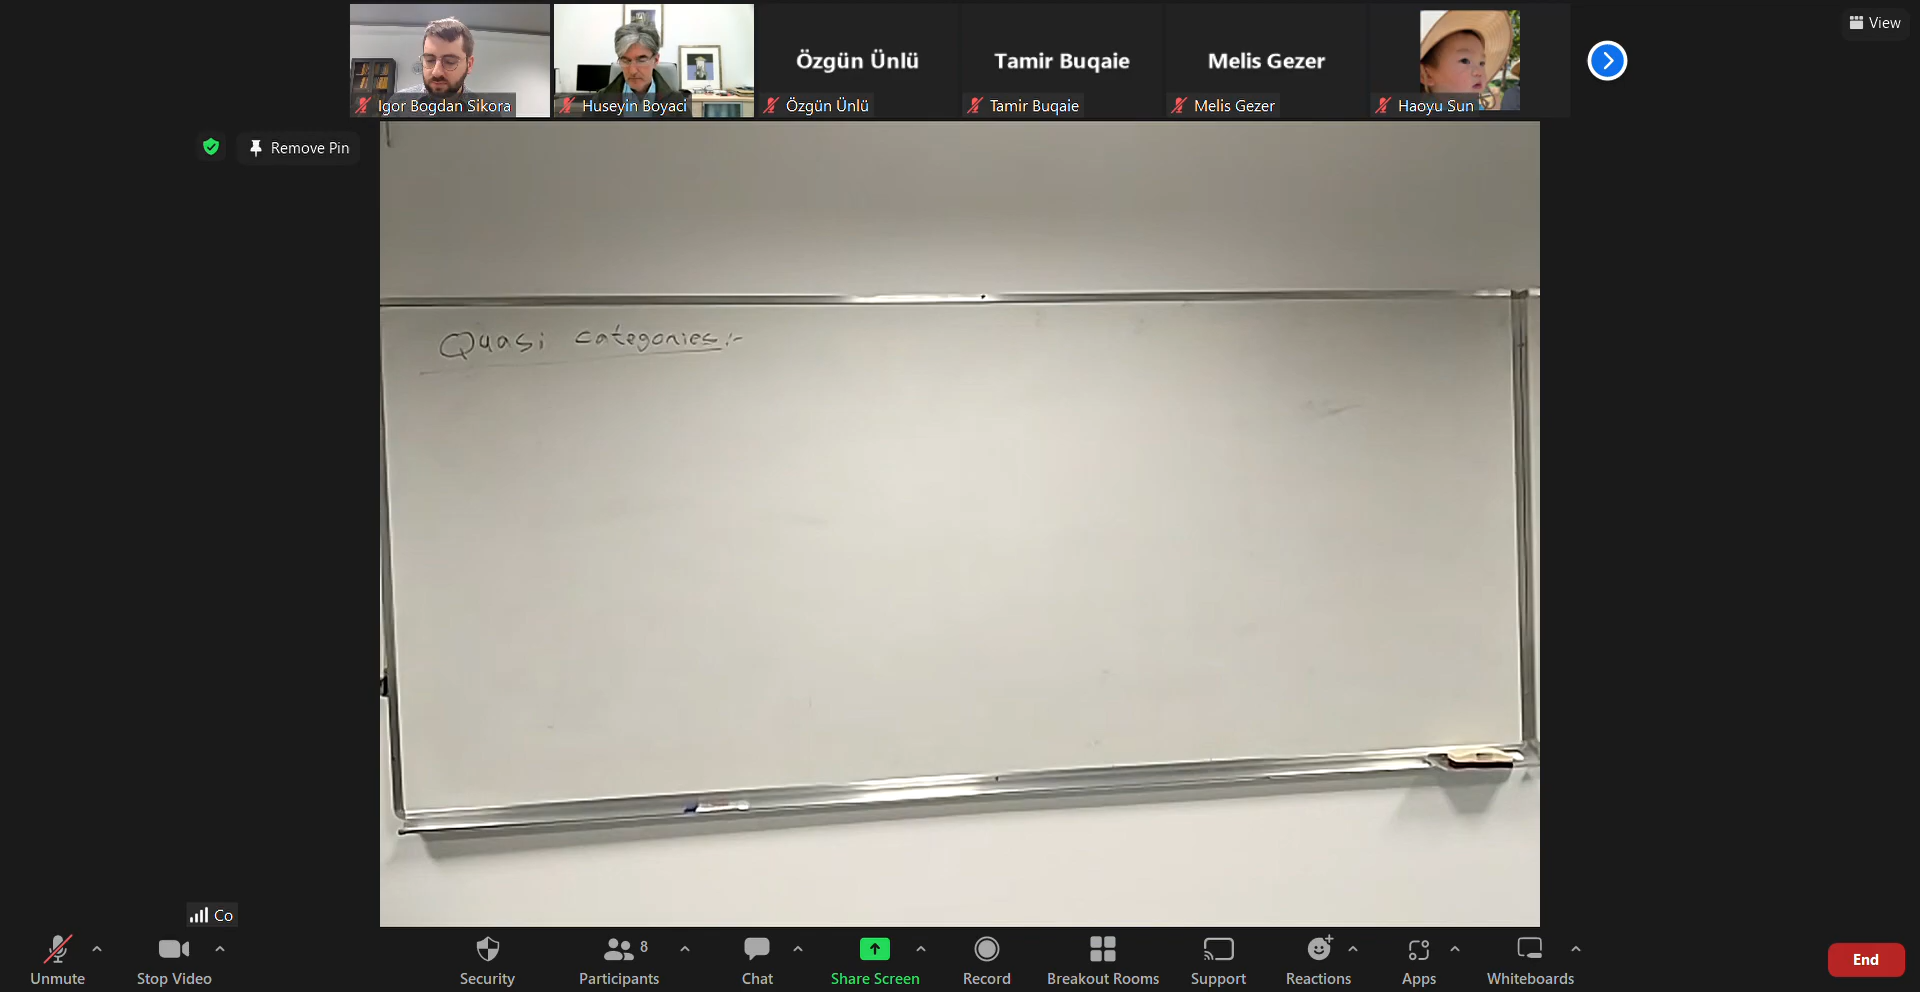 View
Özgün Ünlü
Tamir Buqaie
Melis Gezer
Igor Bogdan Sikora
Huseyin Boyaci
Özgün Ünlü
Tamir Buqaie
Melis Gezer
Haoyu Sun
Remove Pin
Quasi categories:-
Co
8
Unmute
Stop Video
Security
Participants
Chat
Share Screen
Record
Breakout Rooms
Support
Reactions
Apps
Whiteboards
End